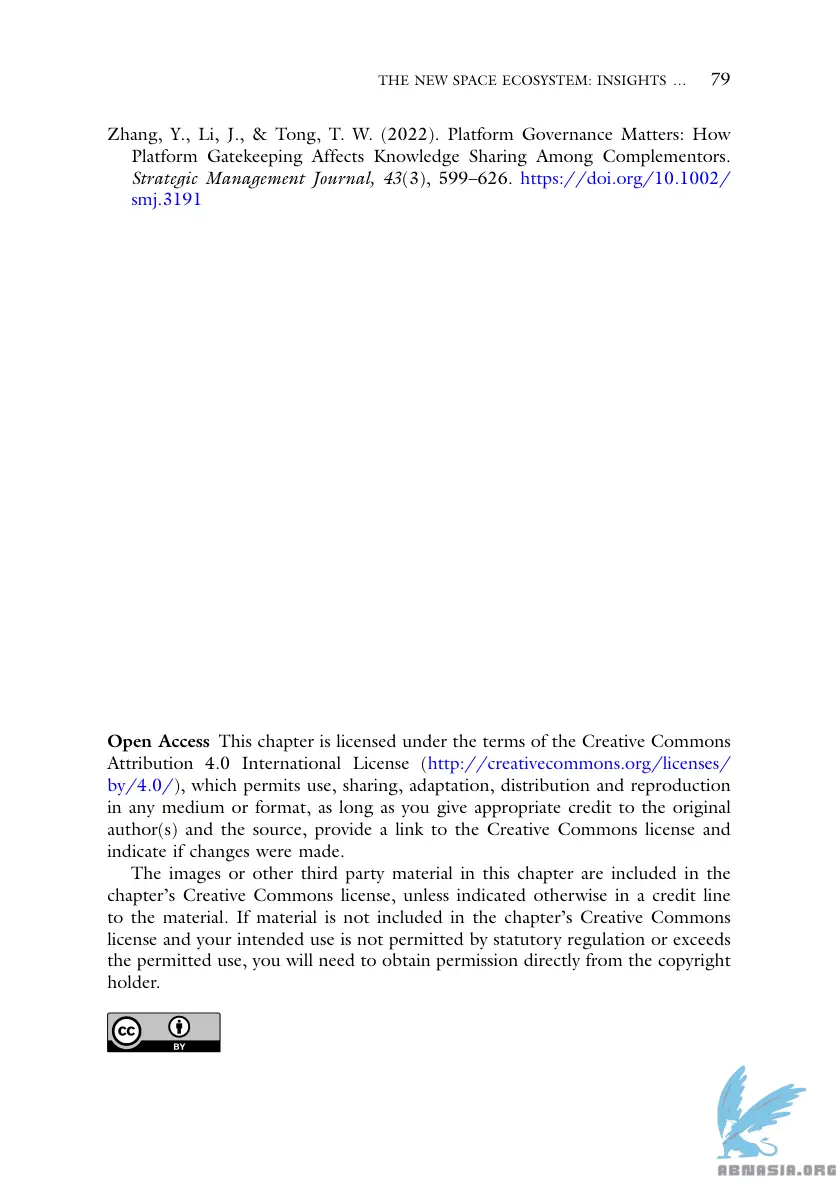 THE NEW SPACE ECOSYSTEM: INSIGHTS … 79
Zhang, Y., Li, J., & Tong, T. W. (2022). Platform Governance Matters: How
Platform Gatekeeping Affects Knowledge Sharing Among Complementors.
Strategic Management Journal, 43(3), 599–626. https://doi.org/10.1002/
smj.3191
Open Access This chapter is licensed under the terms of the Creative Commons
Attribution 4.0 International License (http://creativecommons.org/licenses/
by/4.0/), which permits use, sharing, adaptation, distribution and reproduction
in any medium or format, as long as you give appropriate credit to the original
author(s) and the source, provide a link to the Creative Commons license and
indicate if changes were made.
The images or other third party material in this chapter are included in the
chapter’s Creative Commons license, unless indicated otherwise in a credit line
to the material. If material is not included in the chapter’s Creative Commons
license and your intended use is not permitted by statutory regulation or exceeds
the permitted use, you will need to obtain permission directly from the copyright
holder.
cc
BY
ABNASIA.ORG